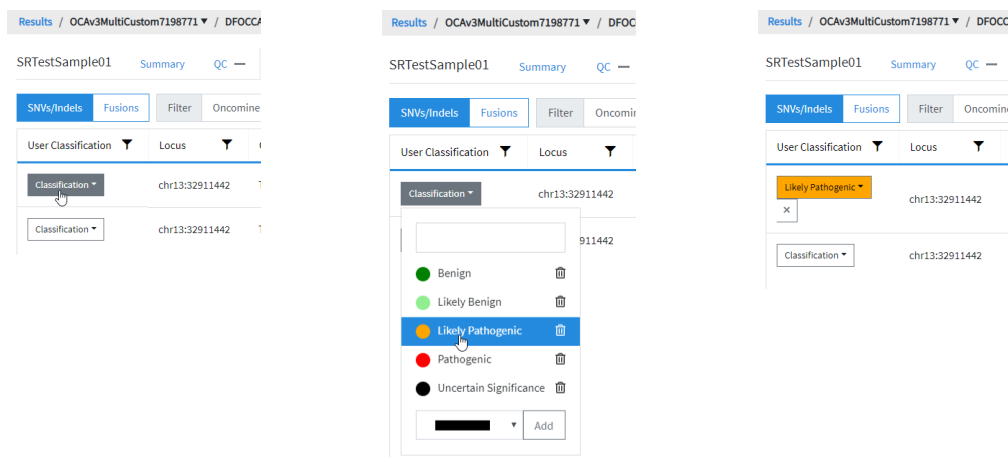 Results / OCAv3MultiCustom7198771 ▼ / DFOCCA
SRTestSample01 Summary QC —
SNVs/Indels Fusions Filter Oncomine
User Classification Locus
Classification chr13:32911442
Classification chr13:32911442
Results / OCAv3MultiCustom7198771 ▼ / DFOC
SRTestSample01 Summary QC —
SNVs/Indels Fusions Filter Oncomin
User Classification Locus
Classification chr13:32911442
911442
Benign
Likely Benign
Likely Pathogenic
Pathogenic
Uncertain Significance
Add
Results / OCAv3MultiCustom7198771 ▼ / DFOCC
SRTestSample01 Summary QC —
SNVs/Indels Fusions Filter Oncomine
User Classification Locus
Likely Pathogenic chr13:32911442
×
Classification chr13:32911442